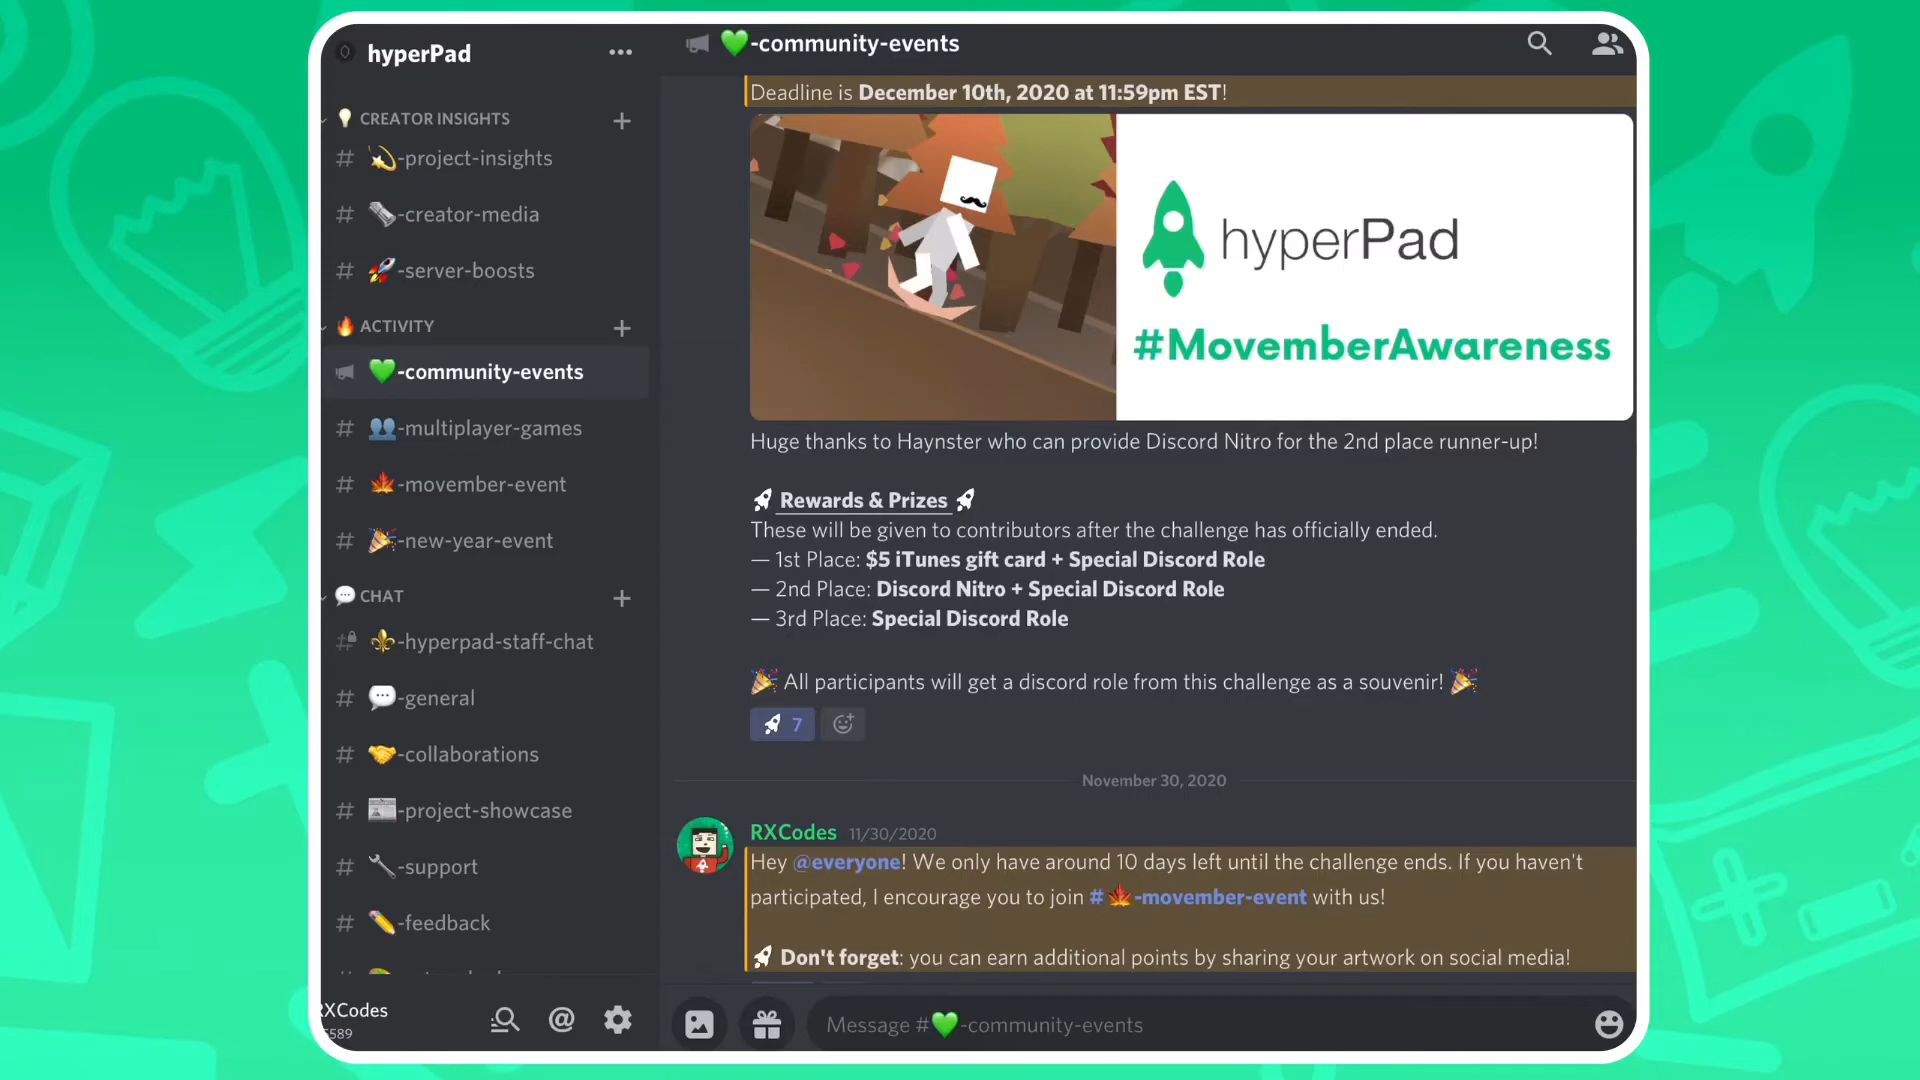 hyperPad
CREATOR INSIGHTS
# -project-insights
# -creator-media
# -server-boosts
ACTIVITY
-community-events
# -multiplayer-games
# -movember-event
# -new-year-event
CHAT
# -hyperpad-staff-chat
# -general
# -collaborations
# -project-showcase
# -support
# -feedback
XCodes
589
-community-events
Deadline is December 10th, 2020 at 11:59pm EST!
hyperPad
#MovemberAwareness
Huge thanks to Haynster who can provide Discord Nitro for the 2nd place runner-up!
Rewards & Prizes
These will be given to contributors after the challenge has officially ended.
— 1st Place: $5 iTunes gift card + Special Discord Role
— 2nd Place: Discord Nitro + Special Discord Role
— 3rd Place: Special Discord Role
🎉 All participants will get a discord role from this challenge as a souvenir! 🎉
7
November 30, 2020
RXCodes 11/30/2020
Hey @everyone! We only have around 10 days left until the challenge ends. If you haven't
participated, I encourage you to join #🍁-movember-event with us!
Don't forget: you can earn additional points by sharing your artwork on social media!
Message #💚-community-events